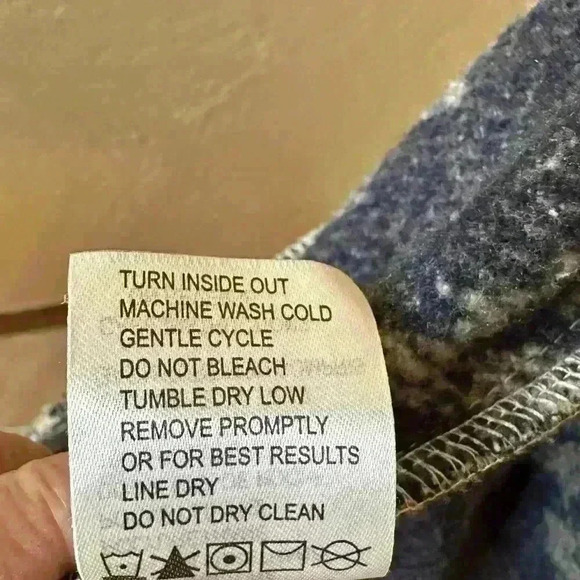 TURN INSIDE OUT
MACHINE WASH COLD
GENTLE CYCLE
DO NOT BLEACH
TUMBLE DRY LOW
REMOVE PROMPTLY
OR FOR BEST RESULTS
LINE DRY
DO NOT DRY CLEAN